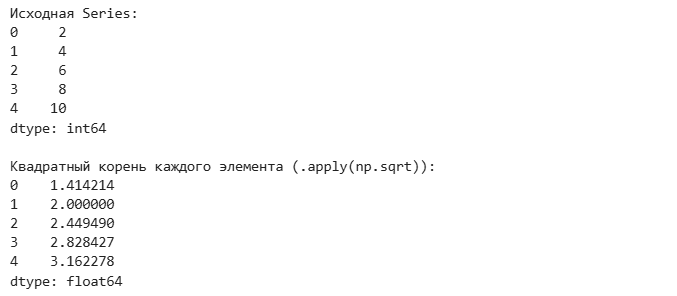 Исходная Series:
0     2
1     4
2     6
3     8
4    10
dtype: int64

Квадратный корень каждого элемента (.apply(np.sqrt)):
0    1.414214
1    2.000000
2    2.449490
3    2.828427
4    3.162278
dtype: float64